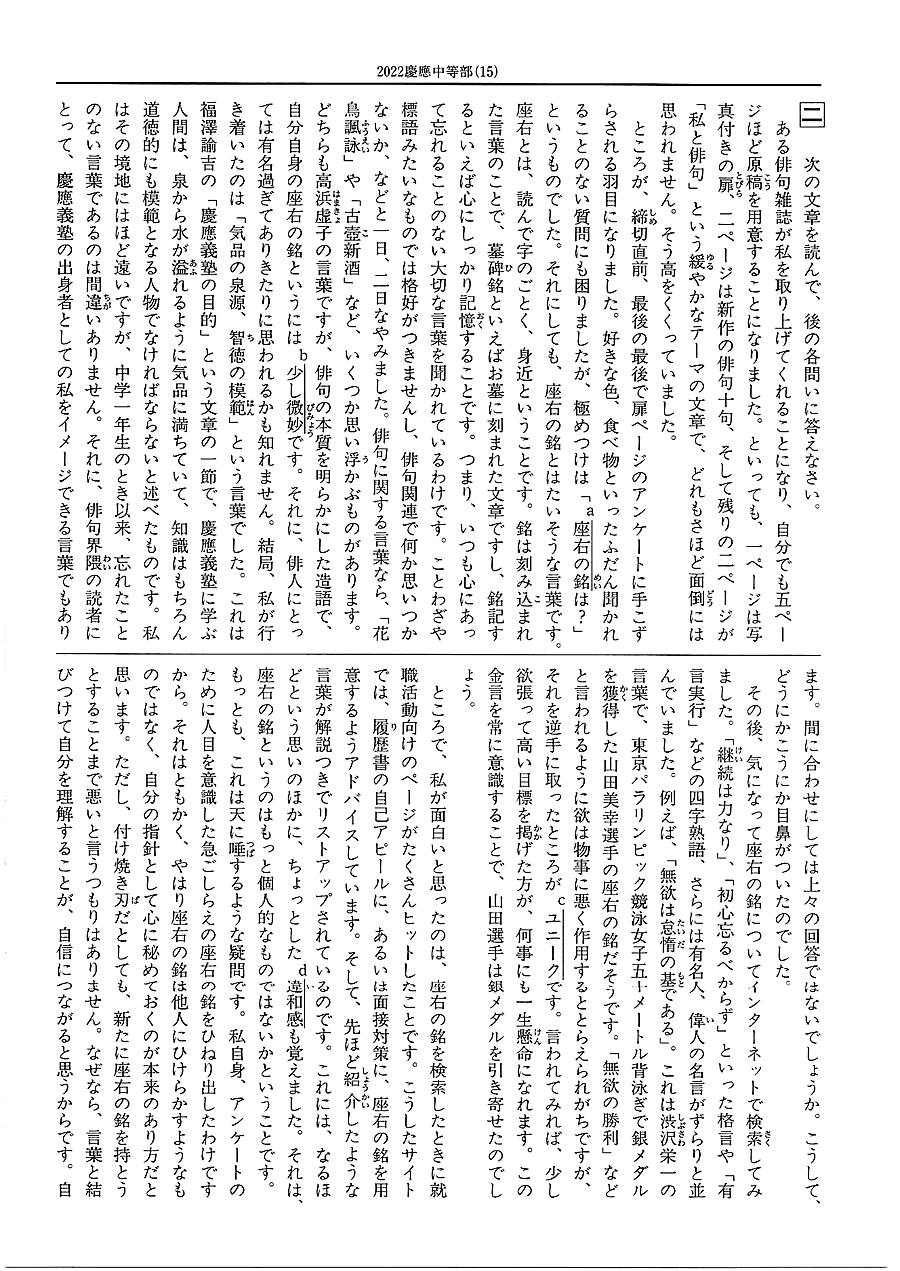 2022慶應中等部(15)
二 次の文章を読んで、後の各問いに答えなさい。
ある俳句雑誌が私を取り上げてくれることになり、自分でも五ペー
ジほど原稿を用意することになりました。といっても、一ページは写
真付きの扉、二ページは新作の俳句十句、そして残りの二ページが
「私と俳句」という緩やかなテーマの文章で、どれもさほど面倒には
思われません。そう高をくくっていました。
ところが、締切直前、最後の最後で扉ページのアンケートに手こず
らされる羽目になりました。好きな色、食べ物といったふだん聞かれ
ることのない質問にも困りましたが、極めつけは「a座右の銘は?」
というものでした。それにしても、座右の銘とはたいそうな言葉です。
座右とは、読んで字のごとく、身近ということです。銘は刻み込まれ
た言葉のことで、墓碑銘といえばお墓に刻まれた文章ですし、銘記す
るといえば心にしっかり記憶することです。つまり、いつも心にあっ
て忘れることのない大切な言葉を聞かれているわけです。ことわざや
標語みたいなものでは格好がつきませんし、俳句関連で何か思いつか
ないか、などと一日、二日なやみました。俳句に関する言葉なら、「花
鳥諷詠」や「古壺新酒」など、いくつか思い浮かぶものがあります。
どちらも高浜虚子の言葉ですが、俳句の本質を明らかにした造語で、
自分自身の座右の銘というにはb少し微妙です。それに、俳人にとっ
ては有名過ぎてありきたりに思われるかも知れません。結局、私が行
き着いたのは「気品の泉源、智徳の模範」という言葉でした。これは
福澤諭吉の「慶應義塾の目的」という文章の一節で、慶應義塾に学ぶ
人間は、泉から水が溢れるように気品に満ちていて、知識はもちろん
道徳的にも模範となる人物でなければならないと述べたものです。私
はその境地にはほど遠いですが、中学一年生のとき以来、忘れたこと
のない言葉であるのは間違いありません。それに、俳句界隈の読者に
とって、慶應義塾の出身者としての私をイメージできる言葉でもあり
ます。間に合わせにしては上々の回答ではないでしょうか。こうして、
どうにかこうにか目鼻がついたのでした。
その後、気になって座右の銘についてインターネットで検索してみ
ました。「継続は力なり」、「初心忘るべからず」といった格言や「有
言実行」などの四字熟語、さらには有名人、偉人の名言がずらりと並
んでいました。例えば、「無欲は怠惰の基である」。これは渋沢栄一の
言葉で、東京パラリンピック競泳女子五十メートル背泳ぎで銀メダル
を獲得した山田美幸選手の座右の銘だそうです。「無欲の勝利」など
と言われるように欲は物事に悪く作用するととらえられがちですが、
それを逆手に取ったところがcユニークです。言われてみれば、少し
欲張って高い目標を掲げた方が、何事にも一生懸命になれます。この
金言を常に意識することで、山田選手は銀メダルを引き寄せたのでし
ょう。
ところで、私が面白いと思ったのは、座右の銘を検索したときに就
職活動向けのページがたくさんヒットしたことです。こうしたサイト
では、履歴書の自己アピールに、あるいは面接対策に、座右の銘を用
意するようアドバイスしています。そして、先ほど紹介したような
言葉が解説つきでリストアップされているのです。これには、なるほ
どという思いのほかに、ちょっとしたd違和感も覚えました。それは、
座右の銘というのはもっと個人的なものではないかということです。
もっとも、これは天に唾するような疑問です。私自身、アンケートの
ために人目を意識した急ごしらえの座右の銘をひねり出したわけです
から。それはともかく、やはり座右の銘は他人にひけらかすようなも
のではなく、自分の指針として心に秘めておくのが本来のあり方だと
思います。ただし、付け焼き刃だとしても、新たに座右の銘を持とう
とすることまで悪いと言うつもりはありません。なぜなら、言葉と結
びつけて自分を理解することが、自信につながると思うからです。自